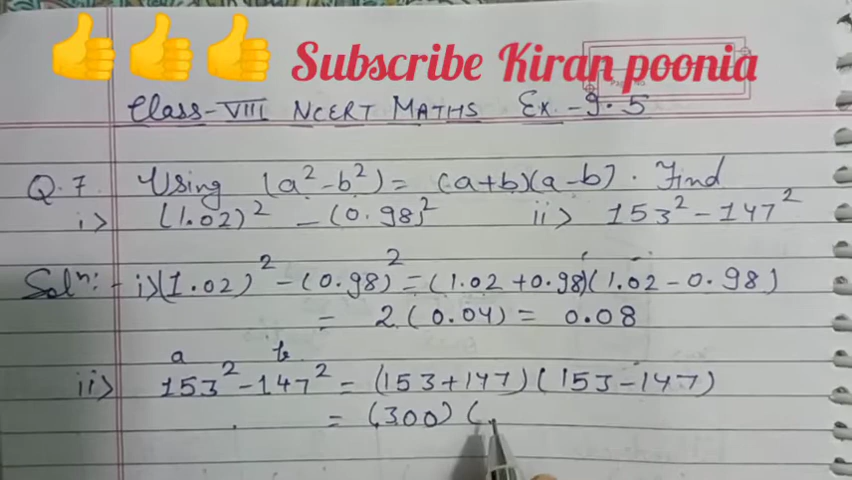 👍👍👍 Subscribe Kiran poonia
Class-VIII NCERT MATHS Ex.-9.5
Q.7 Using (a²-b²) = (a+b)(a-b). Find
i> (1.02)² - (0.98)² ii> 153² - 147²
Solⁿ:- i>(1.02)² - (0.98)² = (1.02 + 0.98)(1.02 - 0.98)
= 2 (0.04) = 0.08
a b
ii> 153² - 147² = (153+147) (153-147)
= (300) (